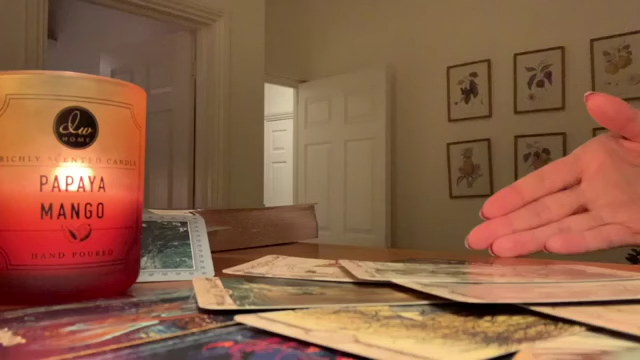 dw
HOME
RICHLY SCENTED CANDLE
PAPAYA
MANGO
HAND POURED